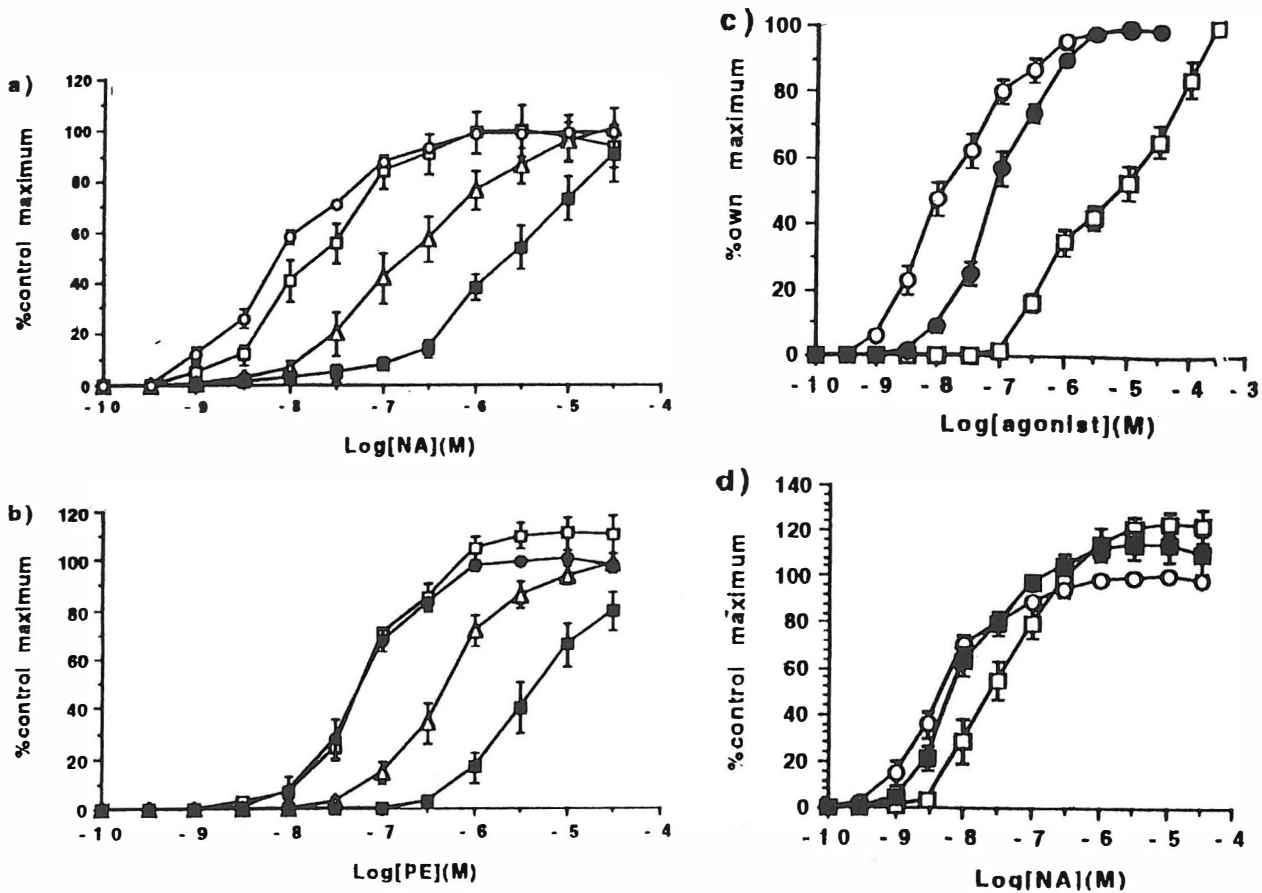 a)
%control maximum
120
100
80
60
40
20
0
-10 -9 -8 -7 -6 -5 -4
Log[NA](M)
b)
%control maximum
120
100
80
60
40
20
0
-10 -9 -8 -7 -6 -5 -4
Log[PE](M)
c)
%own maximum
100
80
60
40
20
0
-10 -9 -8 -7 -6 -5 -4 -3
Log[agonist](M)
d)
%control maximum
140
120
100
80
60
40
20
0
-10 -9 -8 -7 -6 -5 -4
Log[NA](M)